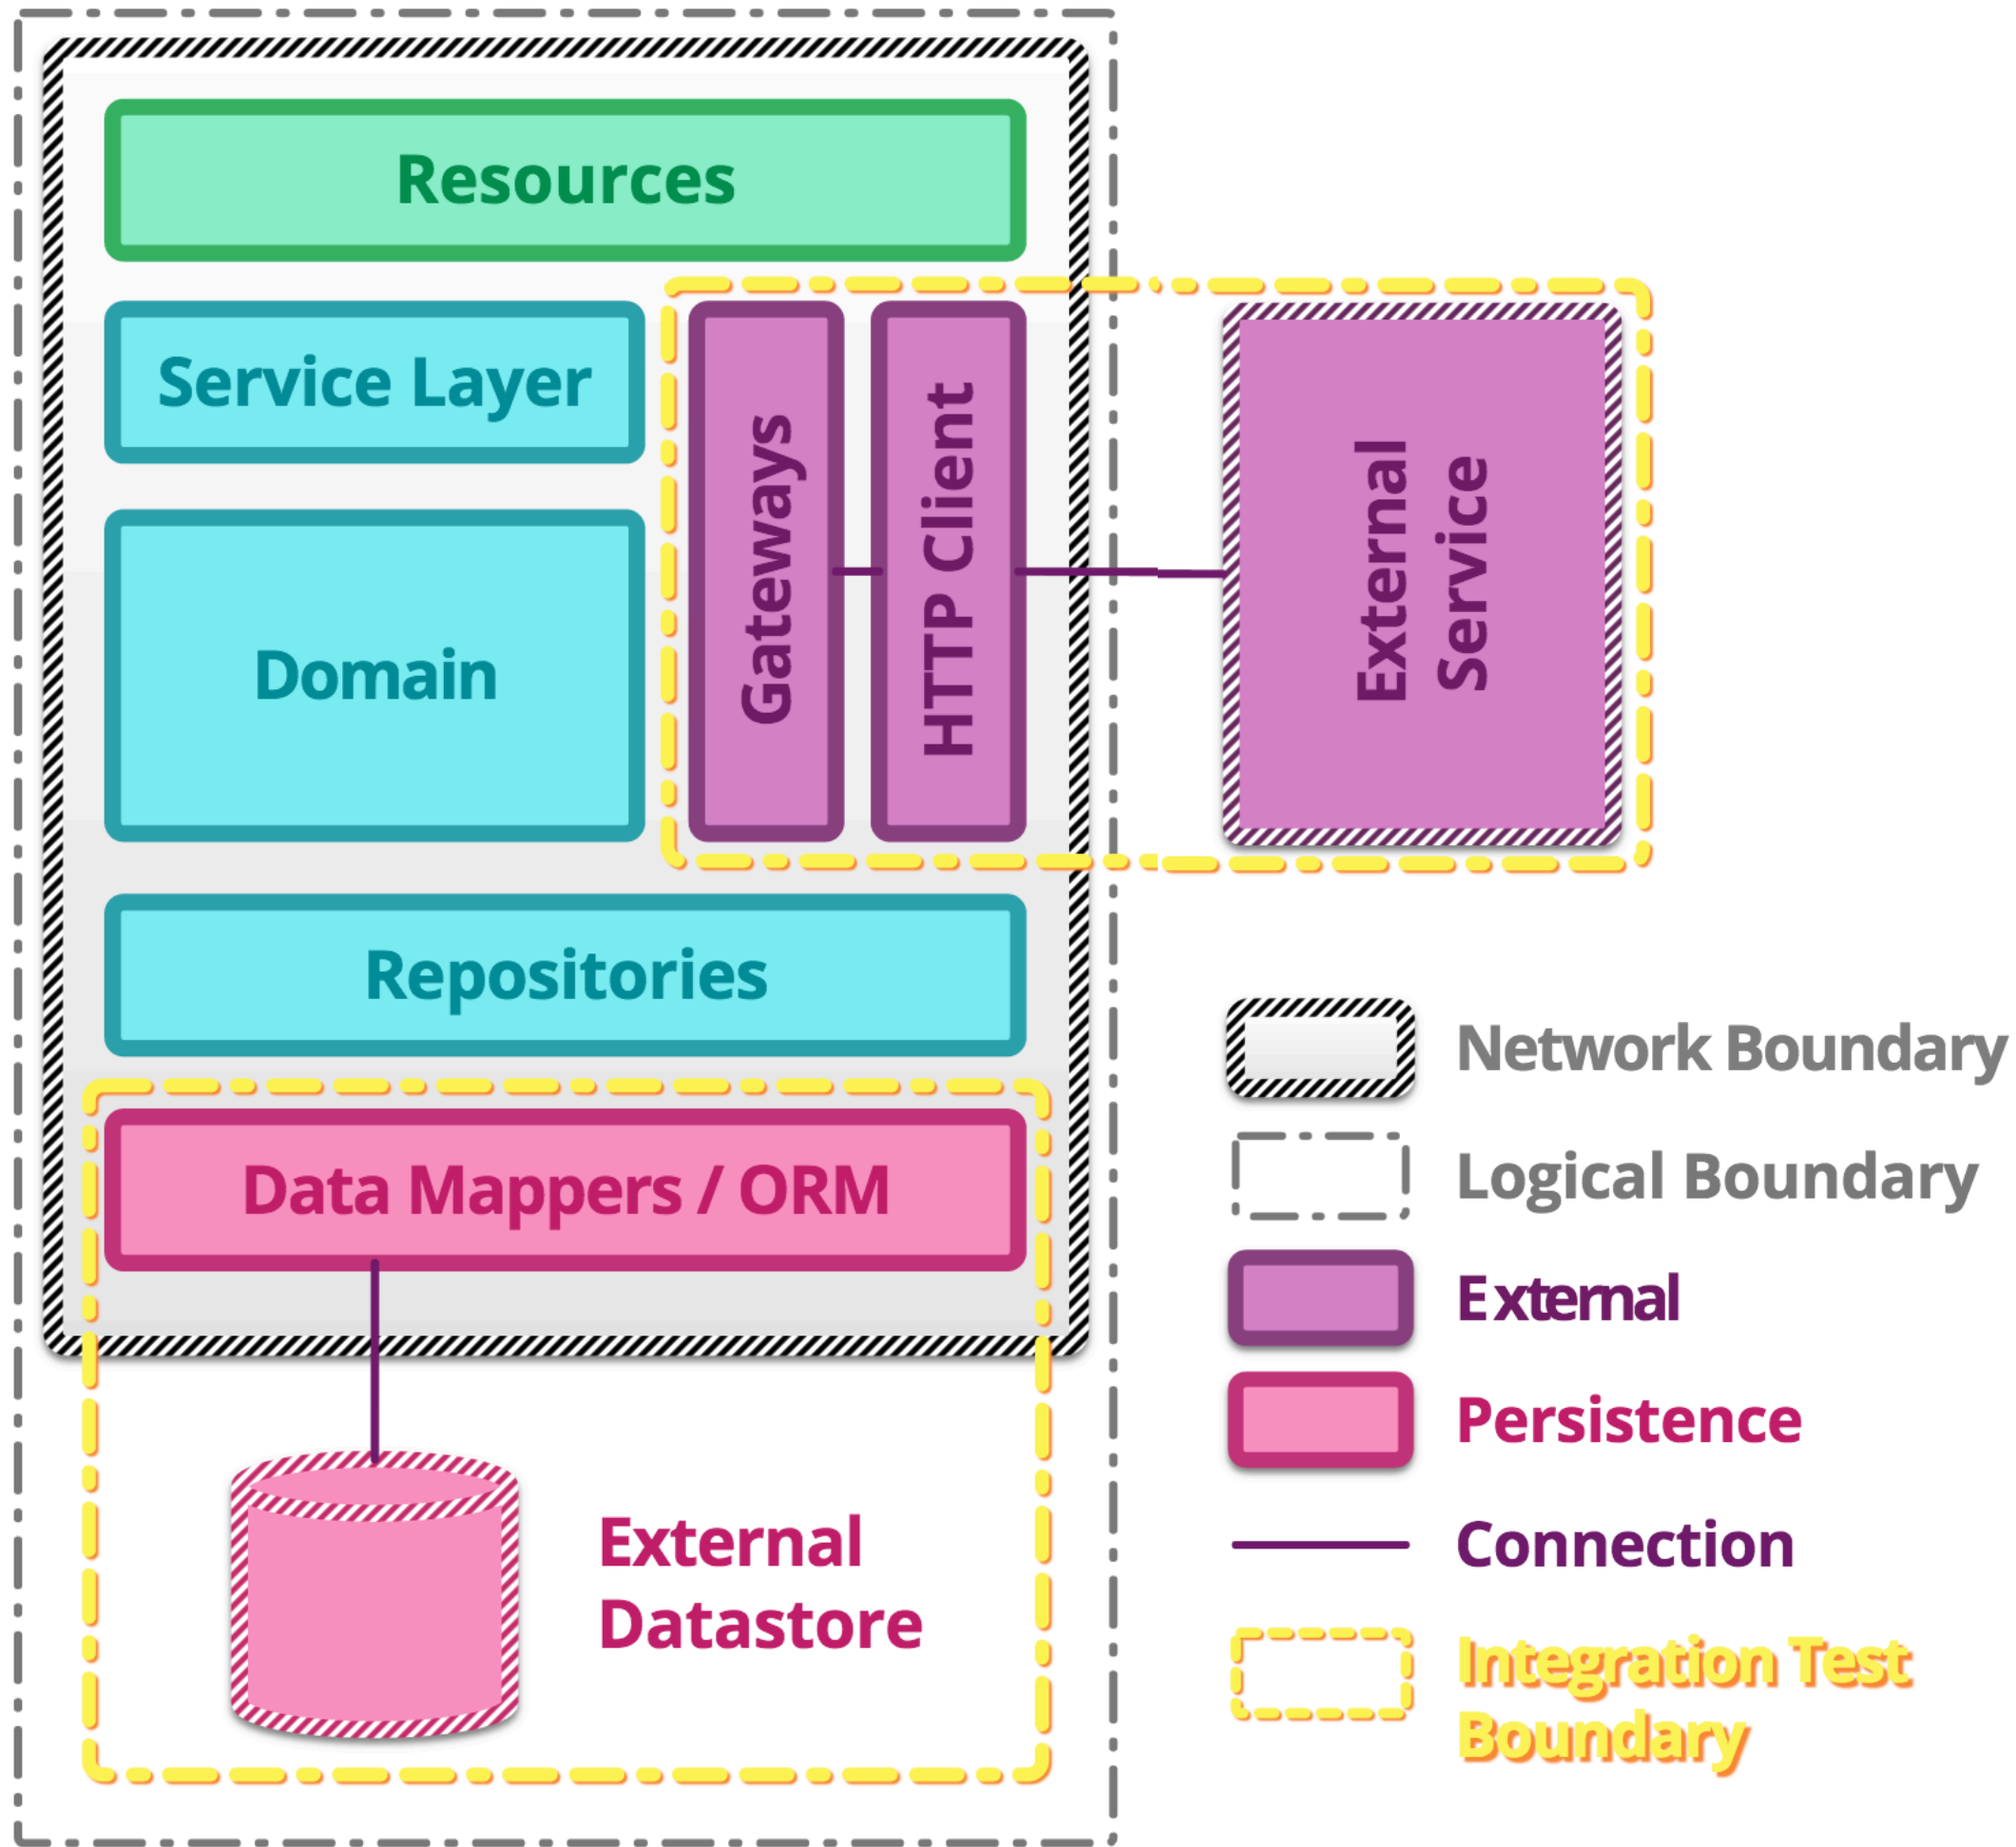 Resources
Service Layer
Gateways
HTTP Client
External
Service
Domain
Repositories
Data Mappers / ORM
External
Datastore
Network Boundary
Logical Boundary
External
Persistence
Connection
Integration Test
Boundary